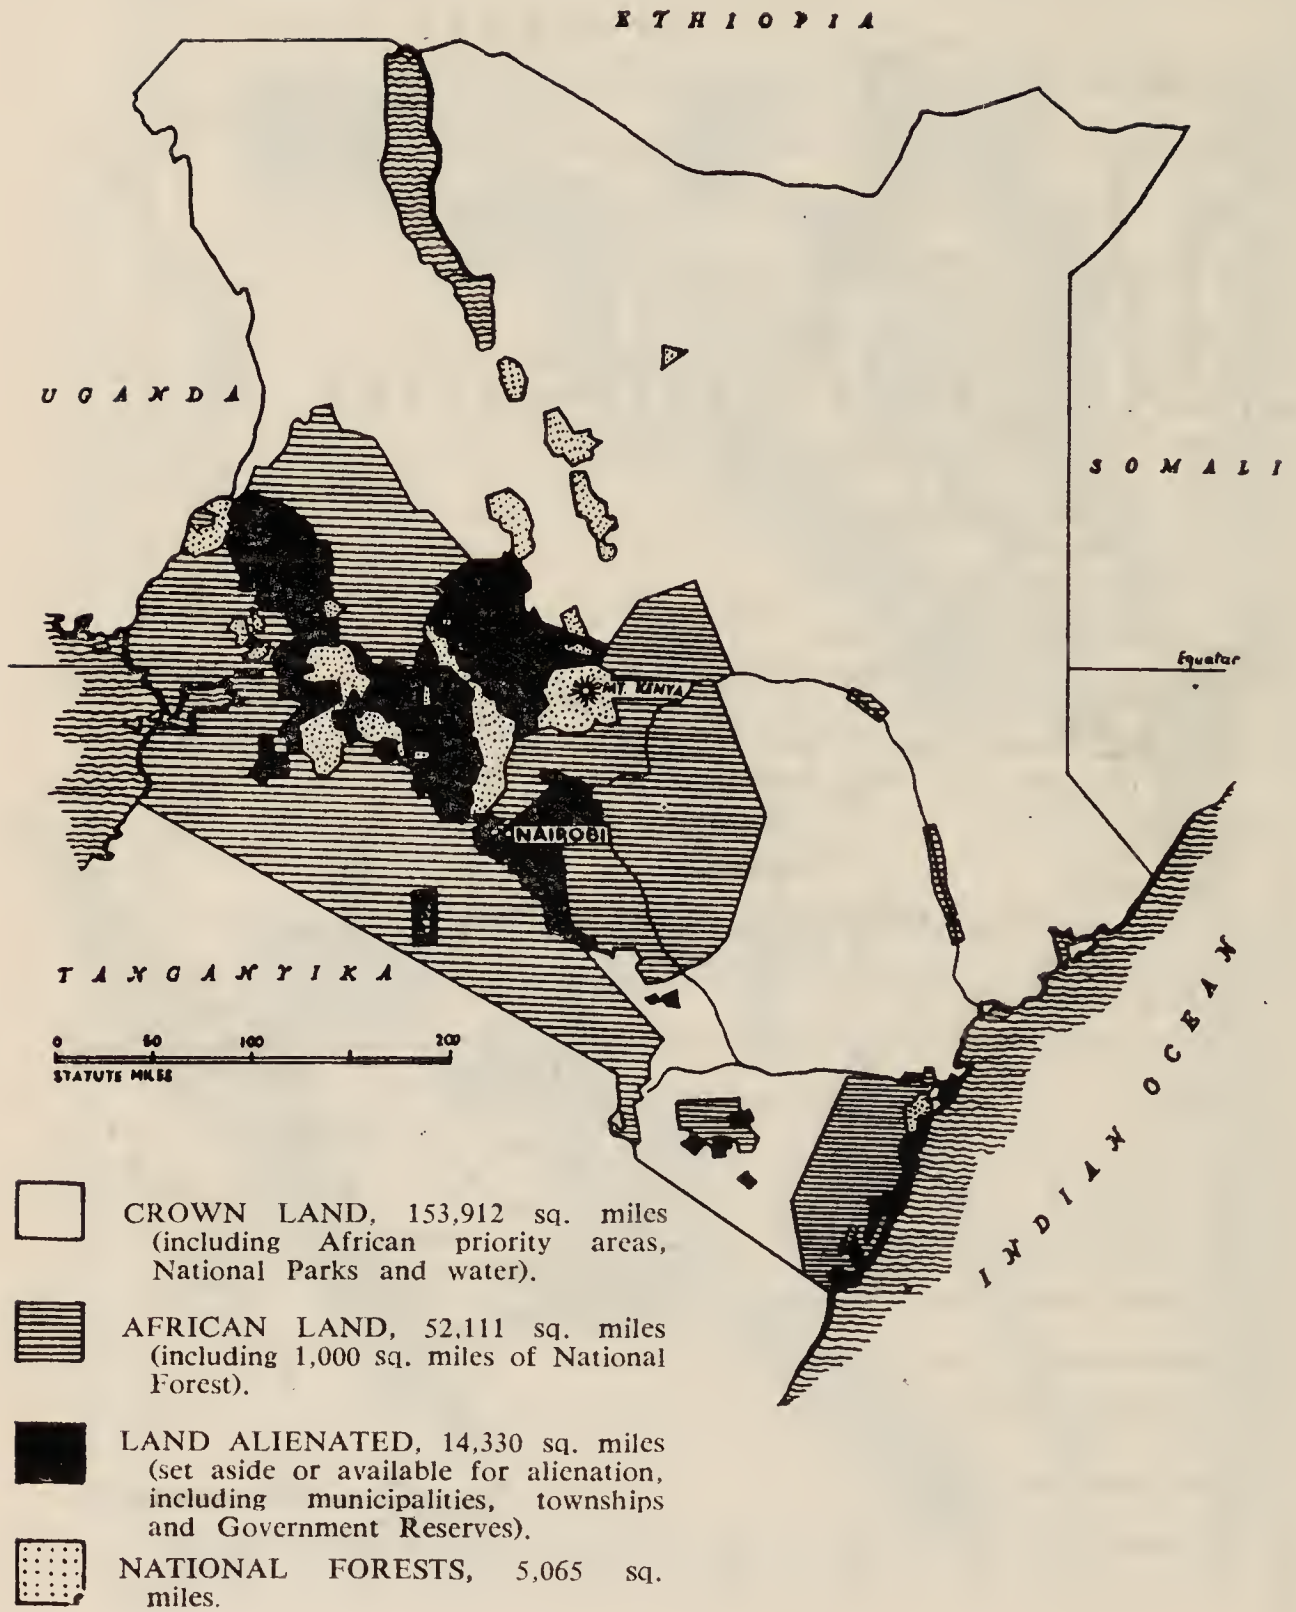 ETHIOPIA
UGANDA
SOMALI
Equator
MT. KENYA
NAIROBI
TANGANYIKA
0 50 100 200
STATUTE MILES
INDIAN OCEAN
CROWN LAND, 153,912 sq. miles
(including African priority areas,
National Parks and water).
AFRICAN LAND, 52,111 sq. miles
(including 1,000 sq. miles of National
Forest).
LAND ALIENATED, 14,330 sq. miles
(set aside or available for alienation,
including municipalities, townships
and Government Reserves).
NATIONAL FORESTS, 5,065 sq.
miles.